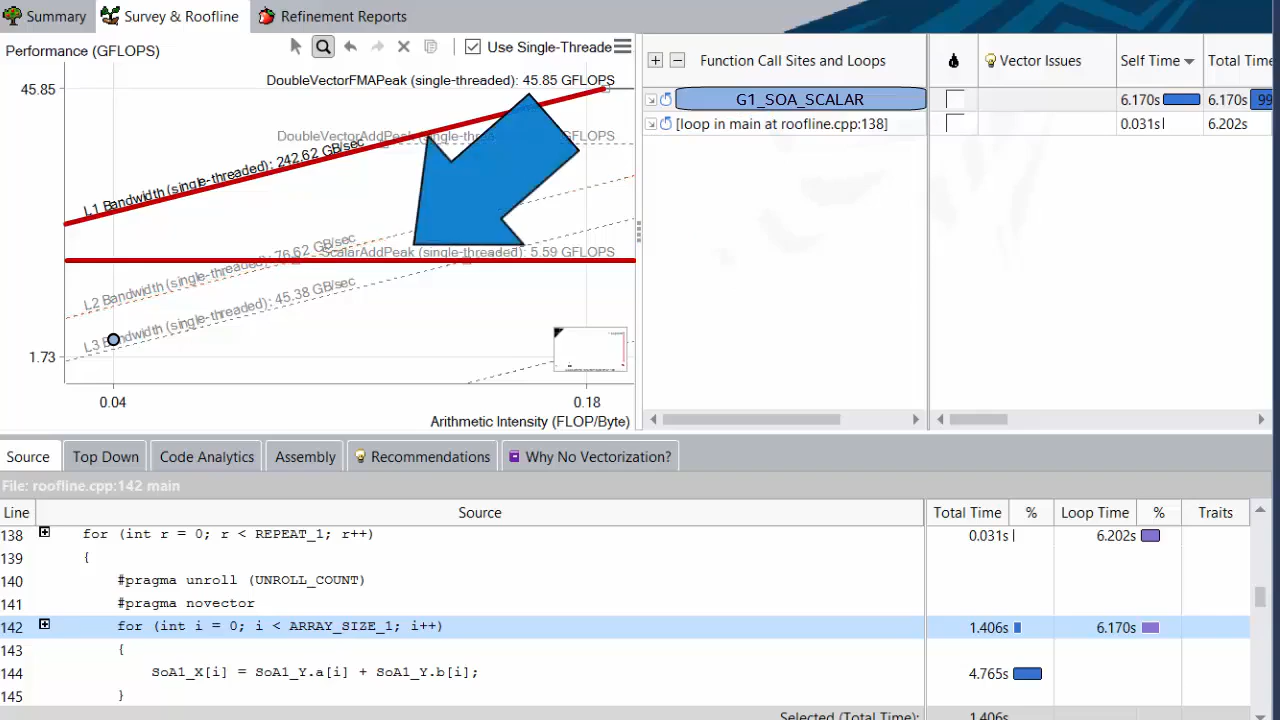 Summary
Survey & Roofline
Refinement Reports
Performance (GFLOPS)
Use Single-Threade
DoubleVectorFMAPeak (single-threaded): 45.85 GFLOPS
45.85
DoubleVectorAddPeak (single-threa GFLOPS
L1 Bandwidth (single-threaded): 242.62 GB/sec
L2 Bandwidth (single-threaded): 76.62 GB/sec
ScalarAddPeak (single-threaded): 5.59 GFLOPS
L3 Bandwidth (single-threaded): 45.38 GB/sec
1.73
0.04
0.18
Arithmetic Intensity (FLOP/Byte)
+ - Function Call Sites and Loops
Vector Issues
Self Time
Total Time
G1_SOA_SCALAR
6.170s
6.170s
99
[loop in main at roofline.cpp:138]
0.031s
6.202s
Source
Top Down
Code Analytics
Assembly
Recommendations
Why No Vectorization?
File: roofline.cpp:142 main
Line Source Total Time % Loop Time % Traits
138 for (int r = 0; r < REPEAT_1; r++) 0.031s 6.202s
139 {
140 #pragma unroll (UNROLL_COUNT)
141 #pragma novector
142 for (int i = 0; i < ARRAY_SIZE_1; i++) 1.406s 6.170s
143 {
144 SoA1_X[i] = SoA1_Y.a[i] + SoA1_Y.b[i]; 4.765s
145 }
Selected (Total Time): 1.406s